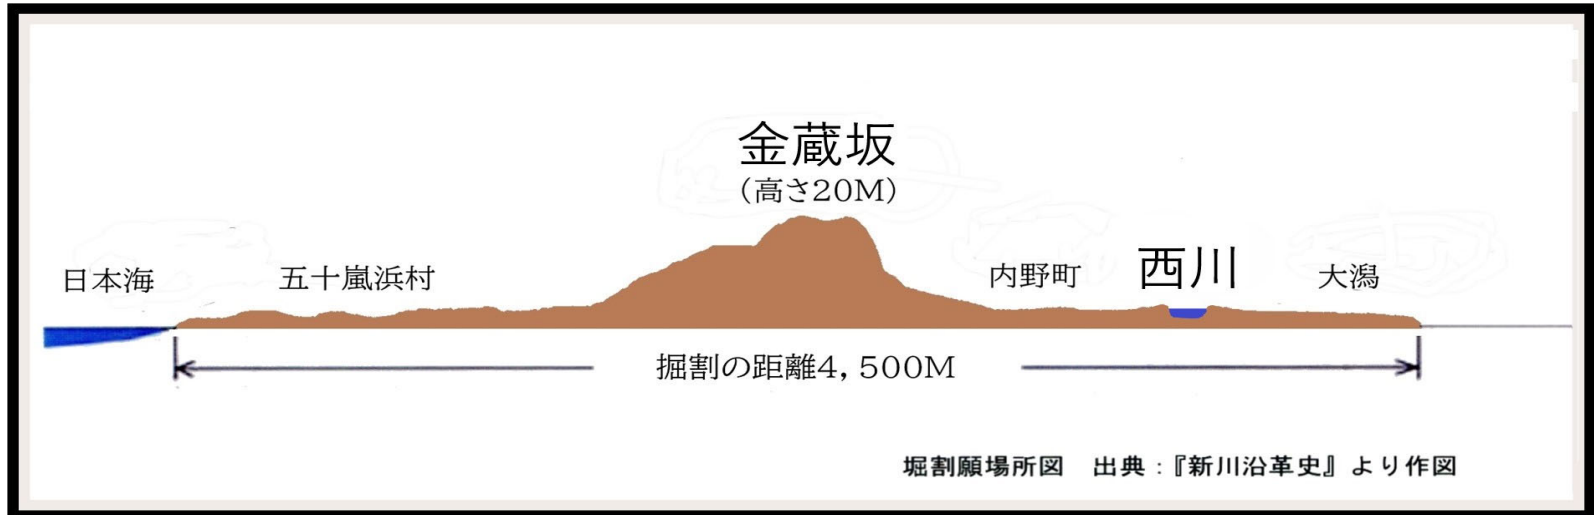 金蔵坂
（高さ20M）
日本海
五十嵐浜村
内野町
西川
大潟
掘割の距離4,500M
堀割願場所図　出典：『新川沿革史』より作図